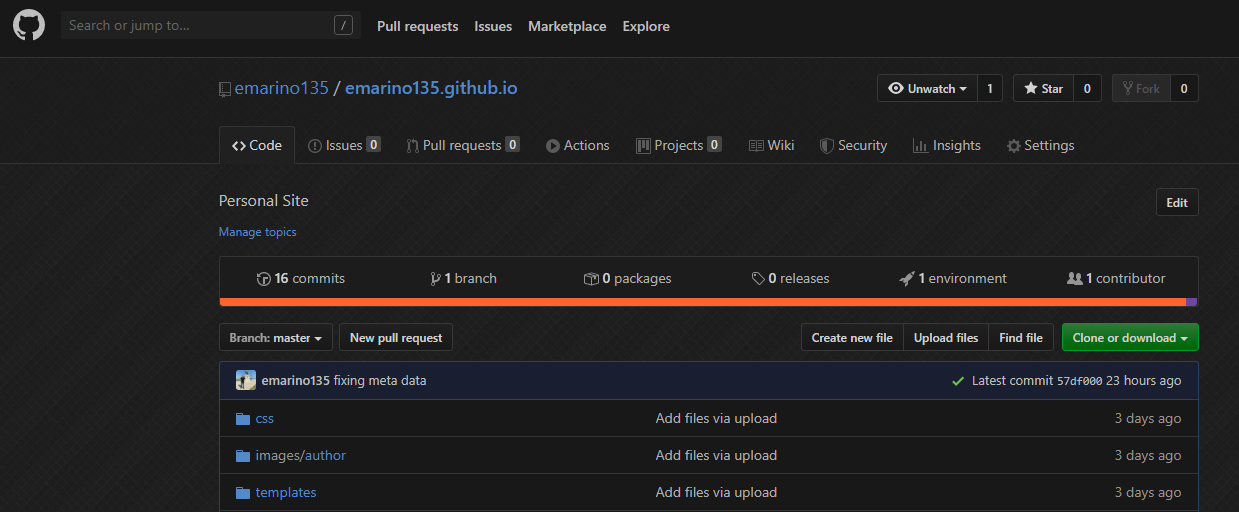 Search or jump to... / Pull requests Issues Marketplace Explore
emarino135 / emarino135.github.io Unwatch 1 Star 0 Fork 0
Code Issues 0 Pull requests 0 Actions Projects 0 Wiki Security Insights Settings
Personal Site Edit
Manage topics
16 commits 1 branch 0 packages 0 releases 1 environment 1 contributor
Branch: master New pull request Create new file Upload files Find file Clone or download
emarino135 fixing meta data Latest commit 57df000 23 hours ago
css Add files via upload 3 days ago
images/author Add files via upload 3 days ago
templates Add files via upload 3 days ago